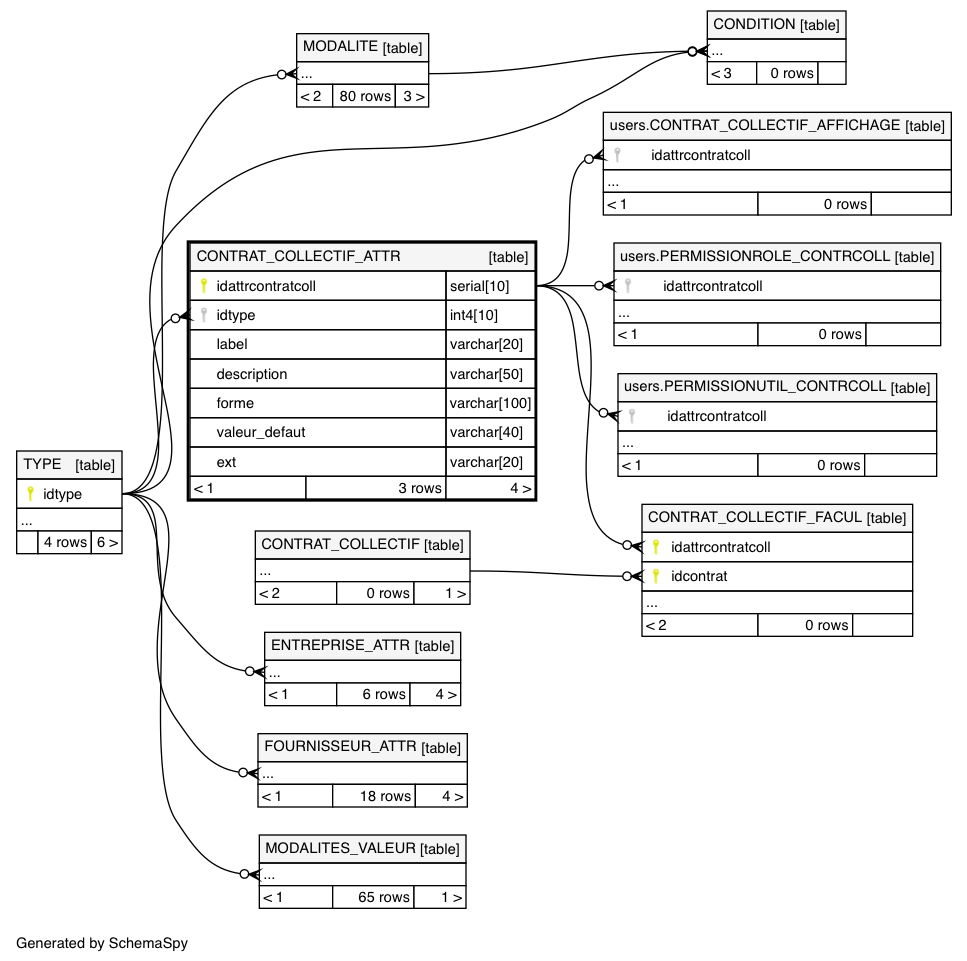 MODALITE [table]
...
< 2 80 rows 3 >
CONDITION [table]
...
< 3 0 rows
users.CONTRAT_COLLECTIF_AFFICHAGE [table]
idattrcontratcoll
...
< 1 0 rows
CONTRAT_COLLECTIF_ATTR [table]
idattrcontratcoll serial[10]
idtype int4[10]
label varchar[20]
description varchar[50]
forme varchar[100]
valeur_defaut varchar[40]
ext varchar[20]
< 1 3 rows 4 >
users.PERMISSIONROLE_CONTRCOLL [table]
idattrcontratcoll
...
< 1 0 rows
users.PERMISSIONUTIL_CONTRCOLL [table]
idattrcontratcoll
...
< 1 0 rows
TYPE [table]
idtype
...
4 rows 6 >
CONTRAT_COLLECTIF_FACUL [table]
idattrcontratcoll
idcontrat
...
< 2 0 rows
CONTRAT_COLLECTIF [table]
...
< 2 0 rows 1 >
ENTREPRISE_ATTR [table]
...
< 1 6 rows 4 >
FOURNISSEUR_ATTR [table]
...
< 1 18 rows 4 >
MODALITES_VALEUR [table]
...
< 1 65 rows 1 >
Generated by SchemaSpy